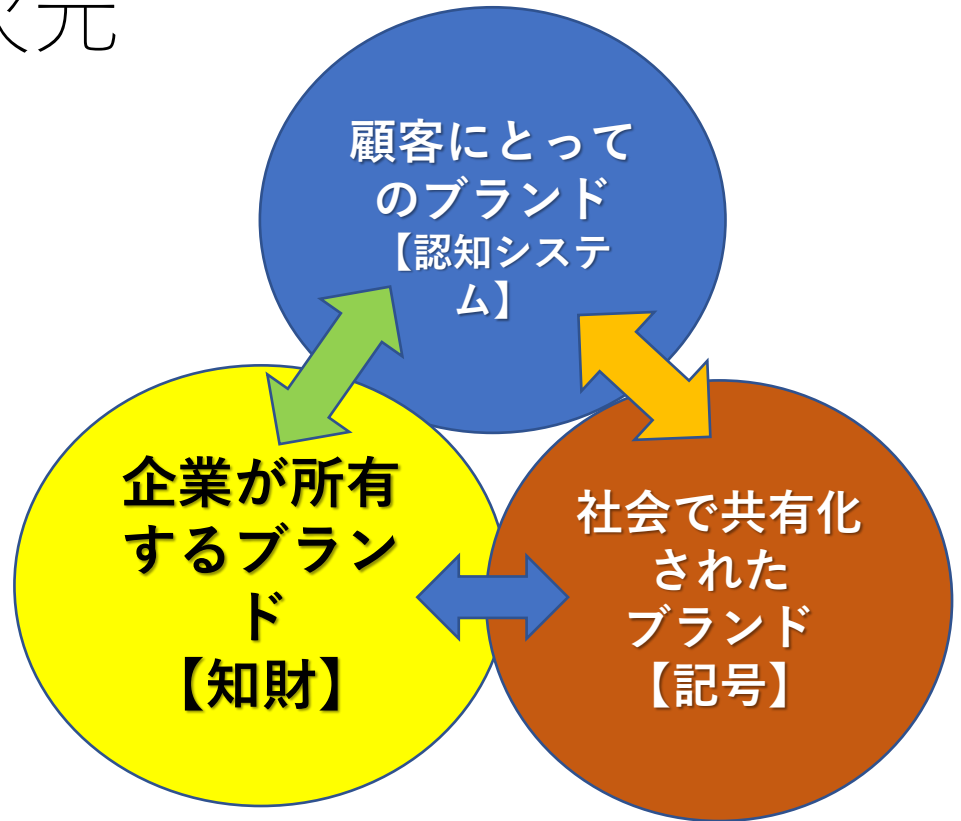 次元
顧客にとって
のブランド
【認知システ
ム】
企業が所有
するブラン
ド
【知財】
社会で共有化
された
ブランド
【記号】